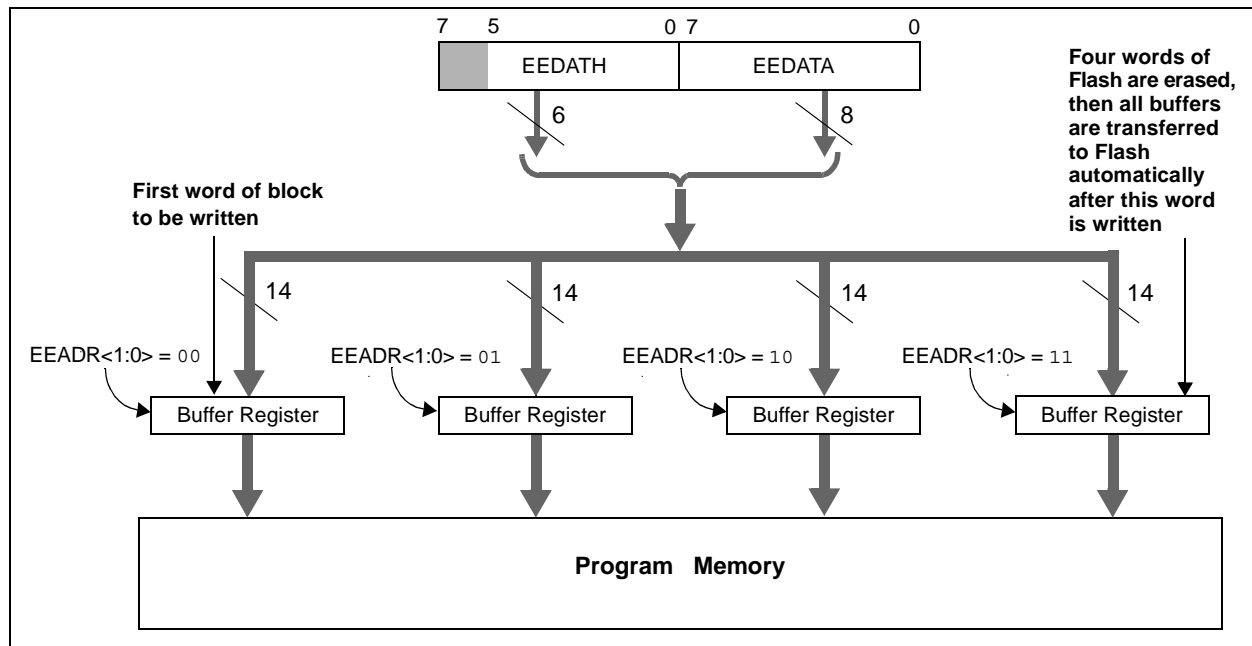 7 5 0 7 0
EEDATH EEDATA
6 8
Four words of
Flash are erased,
then all buffers
are transferred
to Flash
automatically
after this word
is written
First word of block
to be written
14 14 14 14
EEADR<1:0> = 00 EEADR<1:0> = 01 EEADR<1:0> = 10 EEADR<1:0> = 11
Buffer Register Buffer Register Buffer Register Buffer Register
Program Memory